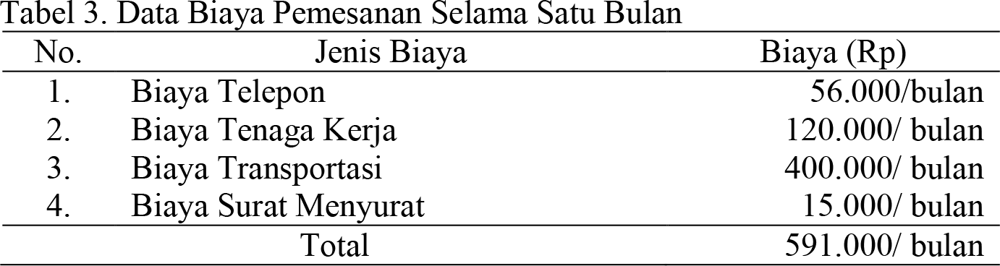 Tabel 3. Data Biaya Pemesanan Selama Satu Bulan
No. Jenis Biaya Biaya (Rp)
1. Biaya Telepon 56.000/bulan
2. Biaya Tenaga Kerja 120.000/ bulan
3. Biaya Transportasi 400.000/ bulan
4. Biaya Surat Menyurat 15.000/ bulan
Total 591.000/ bulan